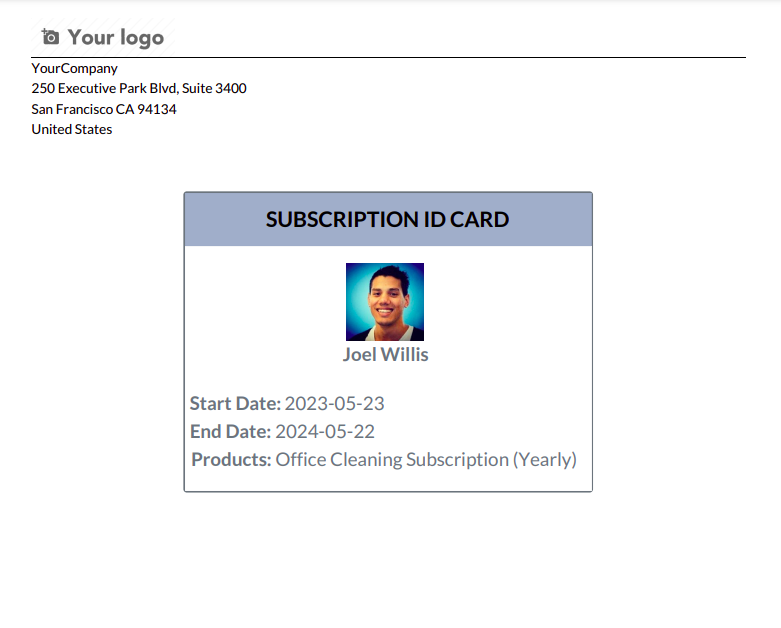 Your logo
YourCompany
250 Executive Park Blvd, Suite 3400
San Francisco CA 94134
United States
SUBSCRIPTION ID CARD
Joel Willis
Start Date: 2023-05-23
End Date: 2024-05-22
Products: Office Cleaning Subscription (Yearly)